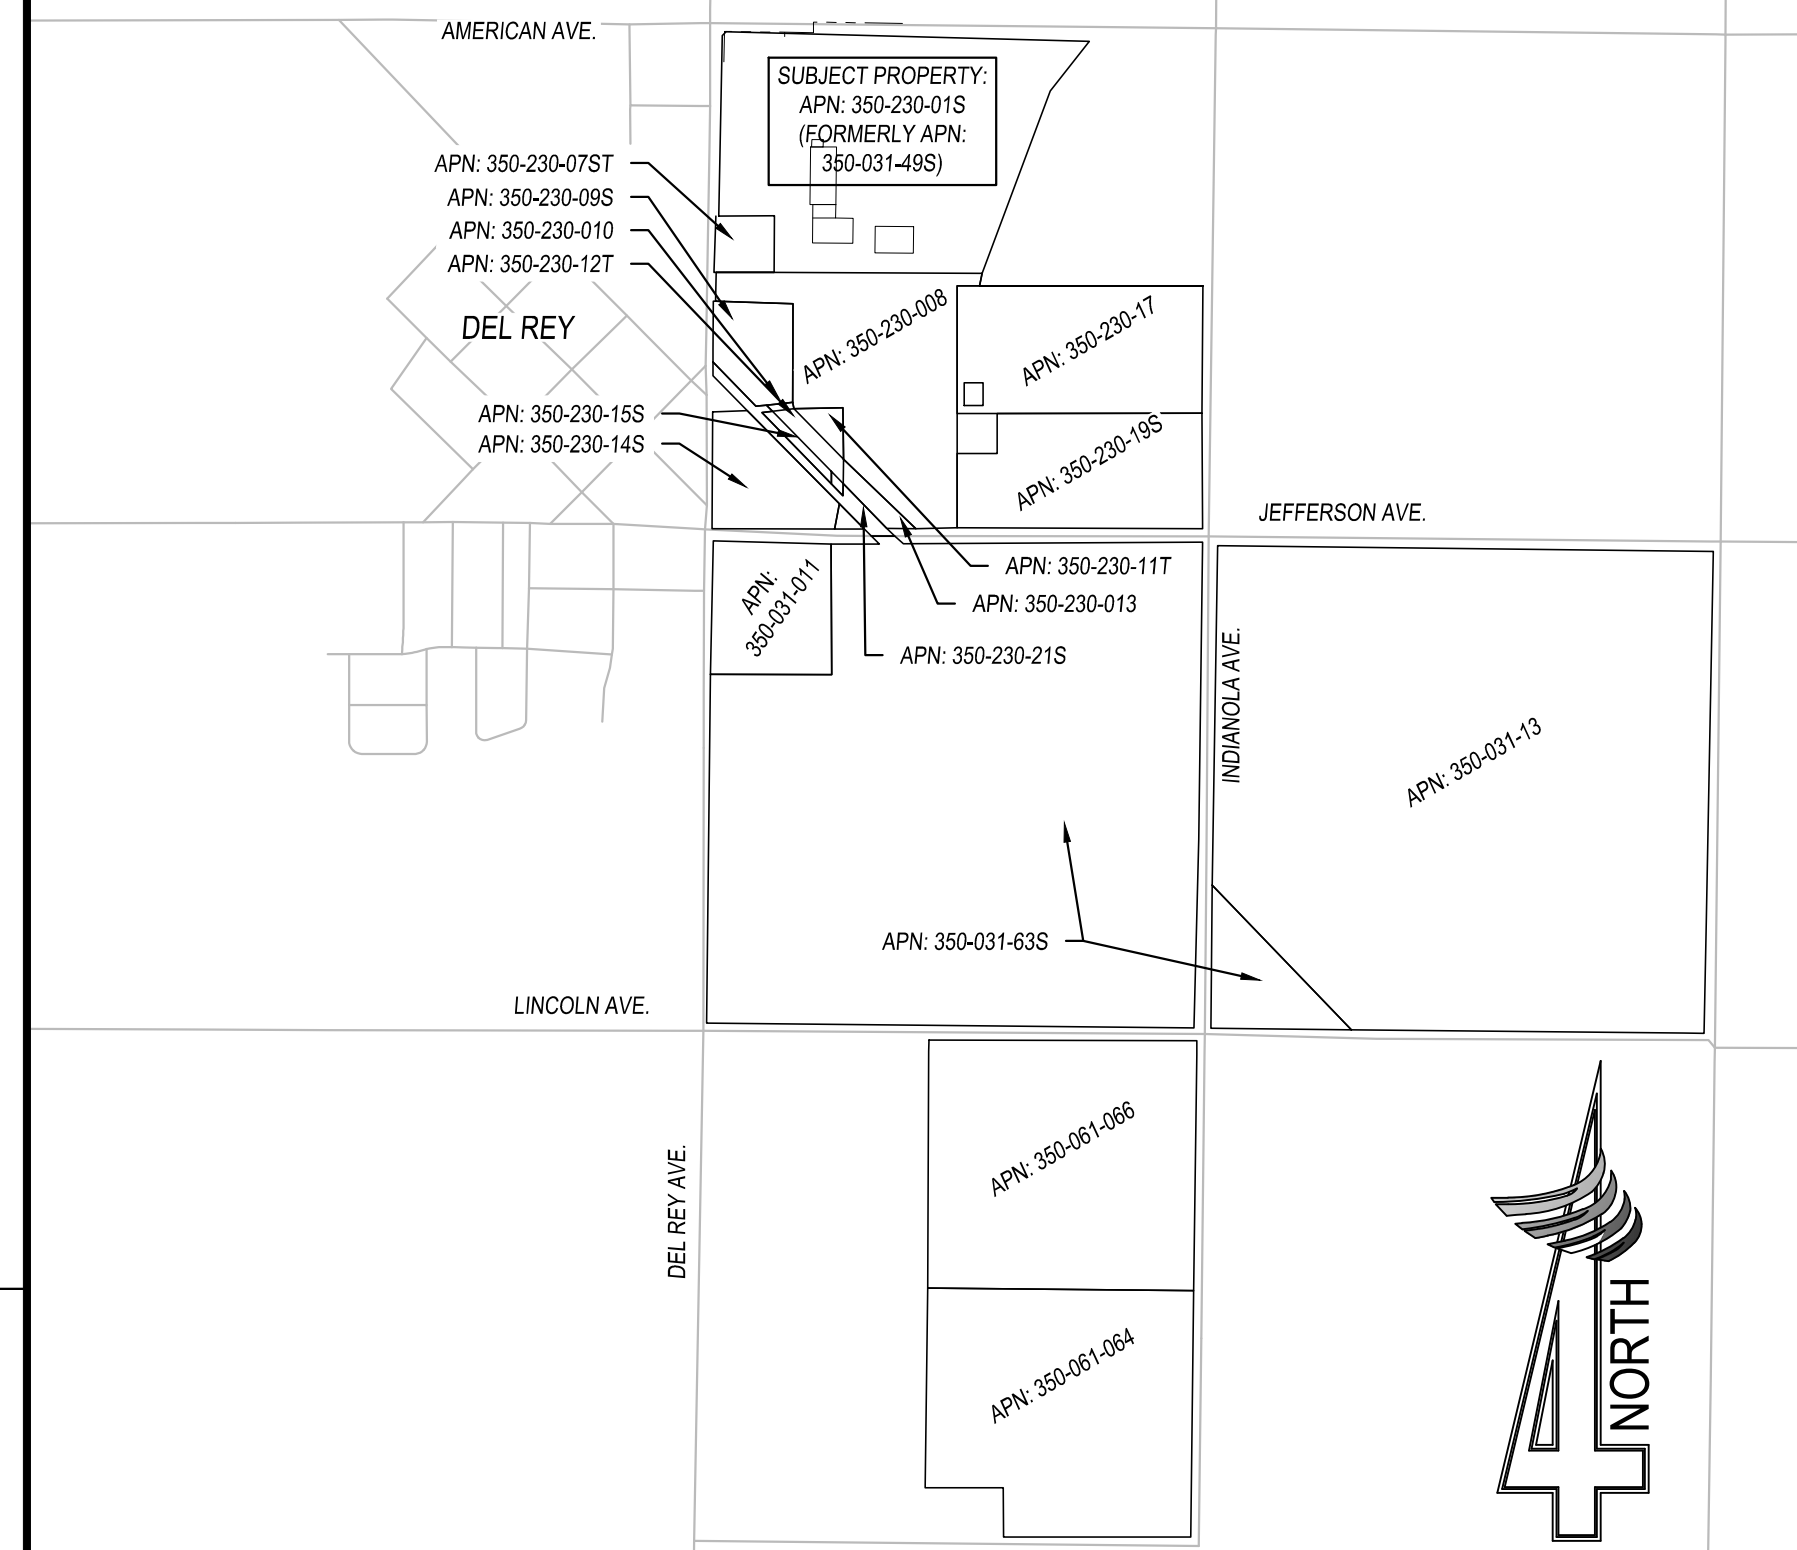 AMERICAN AVE.
SUBJECT PROPERTY:
APN: 350-230-01S
(FORMERLY APN:
350-031-49S)
APN: 350-230-07ST
APN: 350-230-09S
APN: 350-230-010
APN: 350-230-12T
DEL REY
APN: 350-230-008
APN: 350-230-17
APN: 350-230-15S
APN: 350-230-14S
APN: 350-230-19S
JEFFERSON AVE.
APN: 350-230-11T
APN: 350-230-013
APN: 350-230-21S
APN:
350-031-011
INDIANOLA AVE.
APN: 350-031-13
APN: 350-031-63S
LINCOLN AVE.
DEL REY AVE.
APN: 350-061-066
APN: 350-061-064
4
NORTH